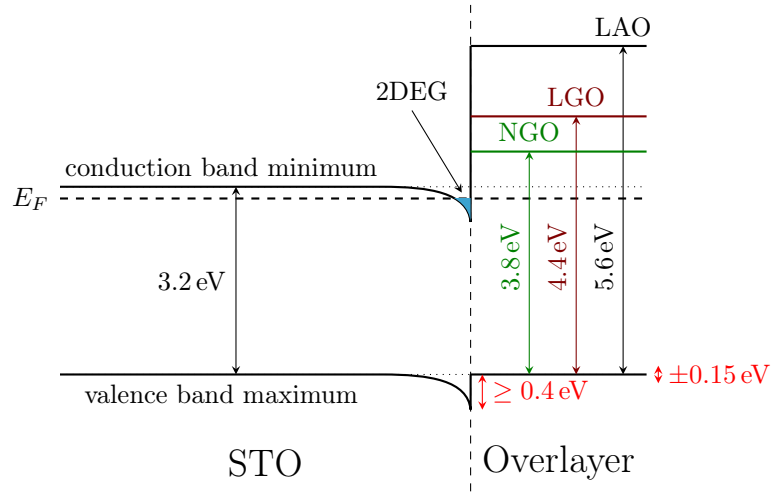 LAO
2DEG
LGO
NGO
conduction band minimum
E_F
3.2 eV
3.8 eV
4.4 eV
5.6 eV
±0.15 eV
≥ 0.4 eV
valence band maximum
STO
Overlayer